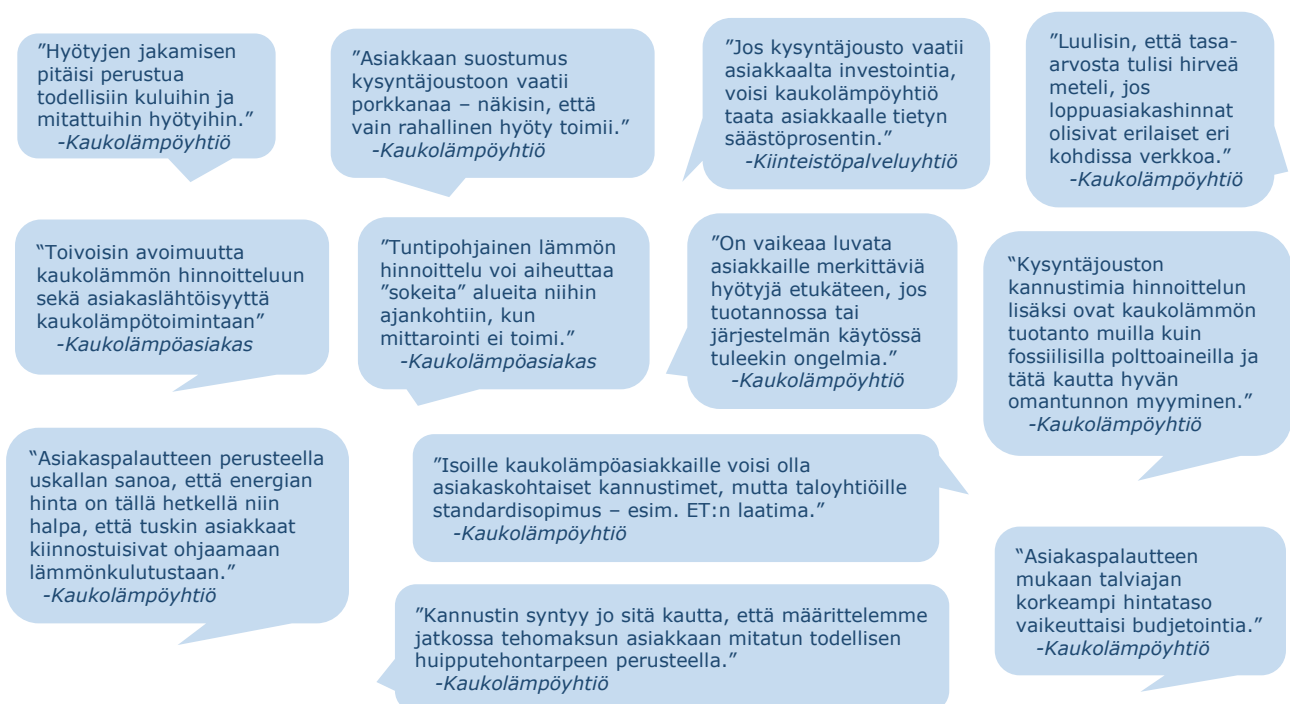 ”Hyötyjen jakamisen
pitäisi perustua
todellisiin kuluihin ja
mitattuihin hyötyihin.”
-Kaukolämpöyhtiö
”Asiakkaan suostumus
kysyntäjoustoon vaatii
porkkanaa – näkisin, että
vain rahallinen hyöty toimii.”
-Kaukolämpöyhtiö
”Jos kysyntäjousto vaatii
asiakkaalta investointia,
voisi kaukolämpöyhtiö
taata asiakkaalle tietyn
säästöprosentin.”
-Kiinteistöpalveluyhtiö
”Luulisin, että tasa-
arvosta tulisi hirveä
meteli, jos
loppuasiakashinnat
olisivat erilaiset eri
kohdissa verkkoa.”
-Kaukolämpöyhtiö
“Toivoisin avoimuutta
kaukolämmön hinnoitteluun
sekä asiakaslähtöisyyttä
kaukolämpötoimintaan”
-Kaukolämpöasiakas
”Tuntipohjainen lämmön
hinnoittelu voi aiheuttaa
”sokeita” alueita niihin
ajankohtiin, kun
mittarointi ei toimi.”
-Kaukolämpöasiakas
”On vaikeaa luvata
asiakkaille merkittäviä
hyötyjä etukäteen, jos
tuotannossa tai
järjestelmän käytössä
tuleekin ongelmia.”
-Kaukolämpöyhtiö
“Kysyntäjouston
kannustimia hinnoittelun
lisäksi ovat kaukolämmön
tuotanto muilla kuin
fossiilisilla polttoaineilla ja
tätä kautta hyvän
omantunnon myyminen.”
-Kaukolämpöyhtiö
“Asiakaspalautteen perusteella
uskallan sanoa, että energian
hinta on tällä hetkellä niin
halpa, että tuskin asiakkaat
kiinnostuisivat ohjaamaan
lämmönkulutustaan.”
-Kaukolämpöyhtiö
”Isoille kaukolämpöasiakkaille voisi olla
asiakaskohtaiset kannustimet, mutta taloyhtiöille
standardisopimus – esim. ET:n laatima.”
-Kaukolämpöyhtiö
“Asiakaspalautteen
mukaan talviajan
korkeampi hintataso
vaikeuttaisi budjetointia.”
-Kaukolämpöyhtiö
”Kannustin syntyy jo sitä kautta, että määrittelemme
jatkossa tehomaksun asiakkaan mitatun todellisen
huipputehontarpeen perusteella.”
-Kaukolämpöyhtiö